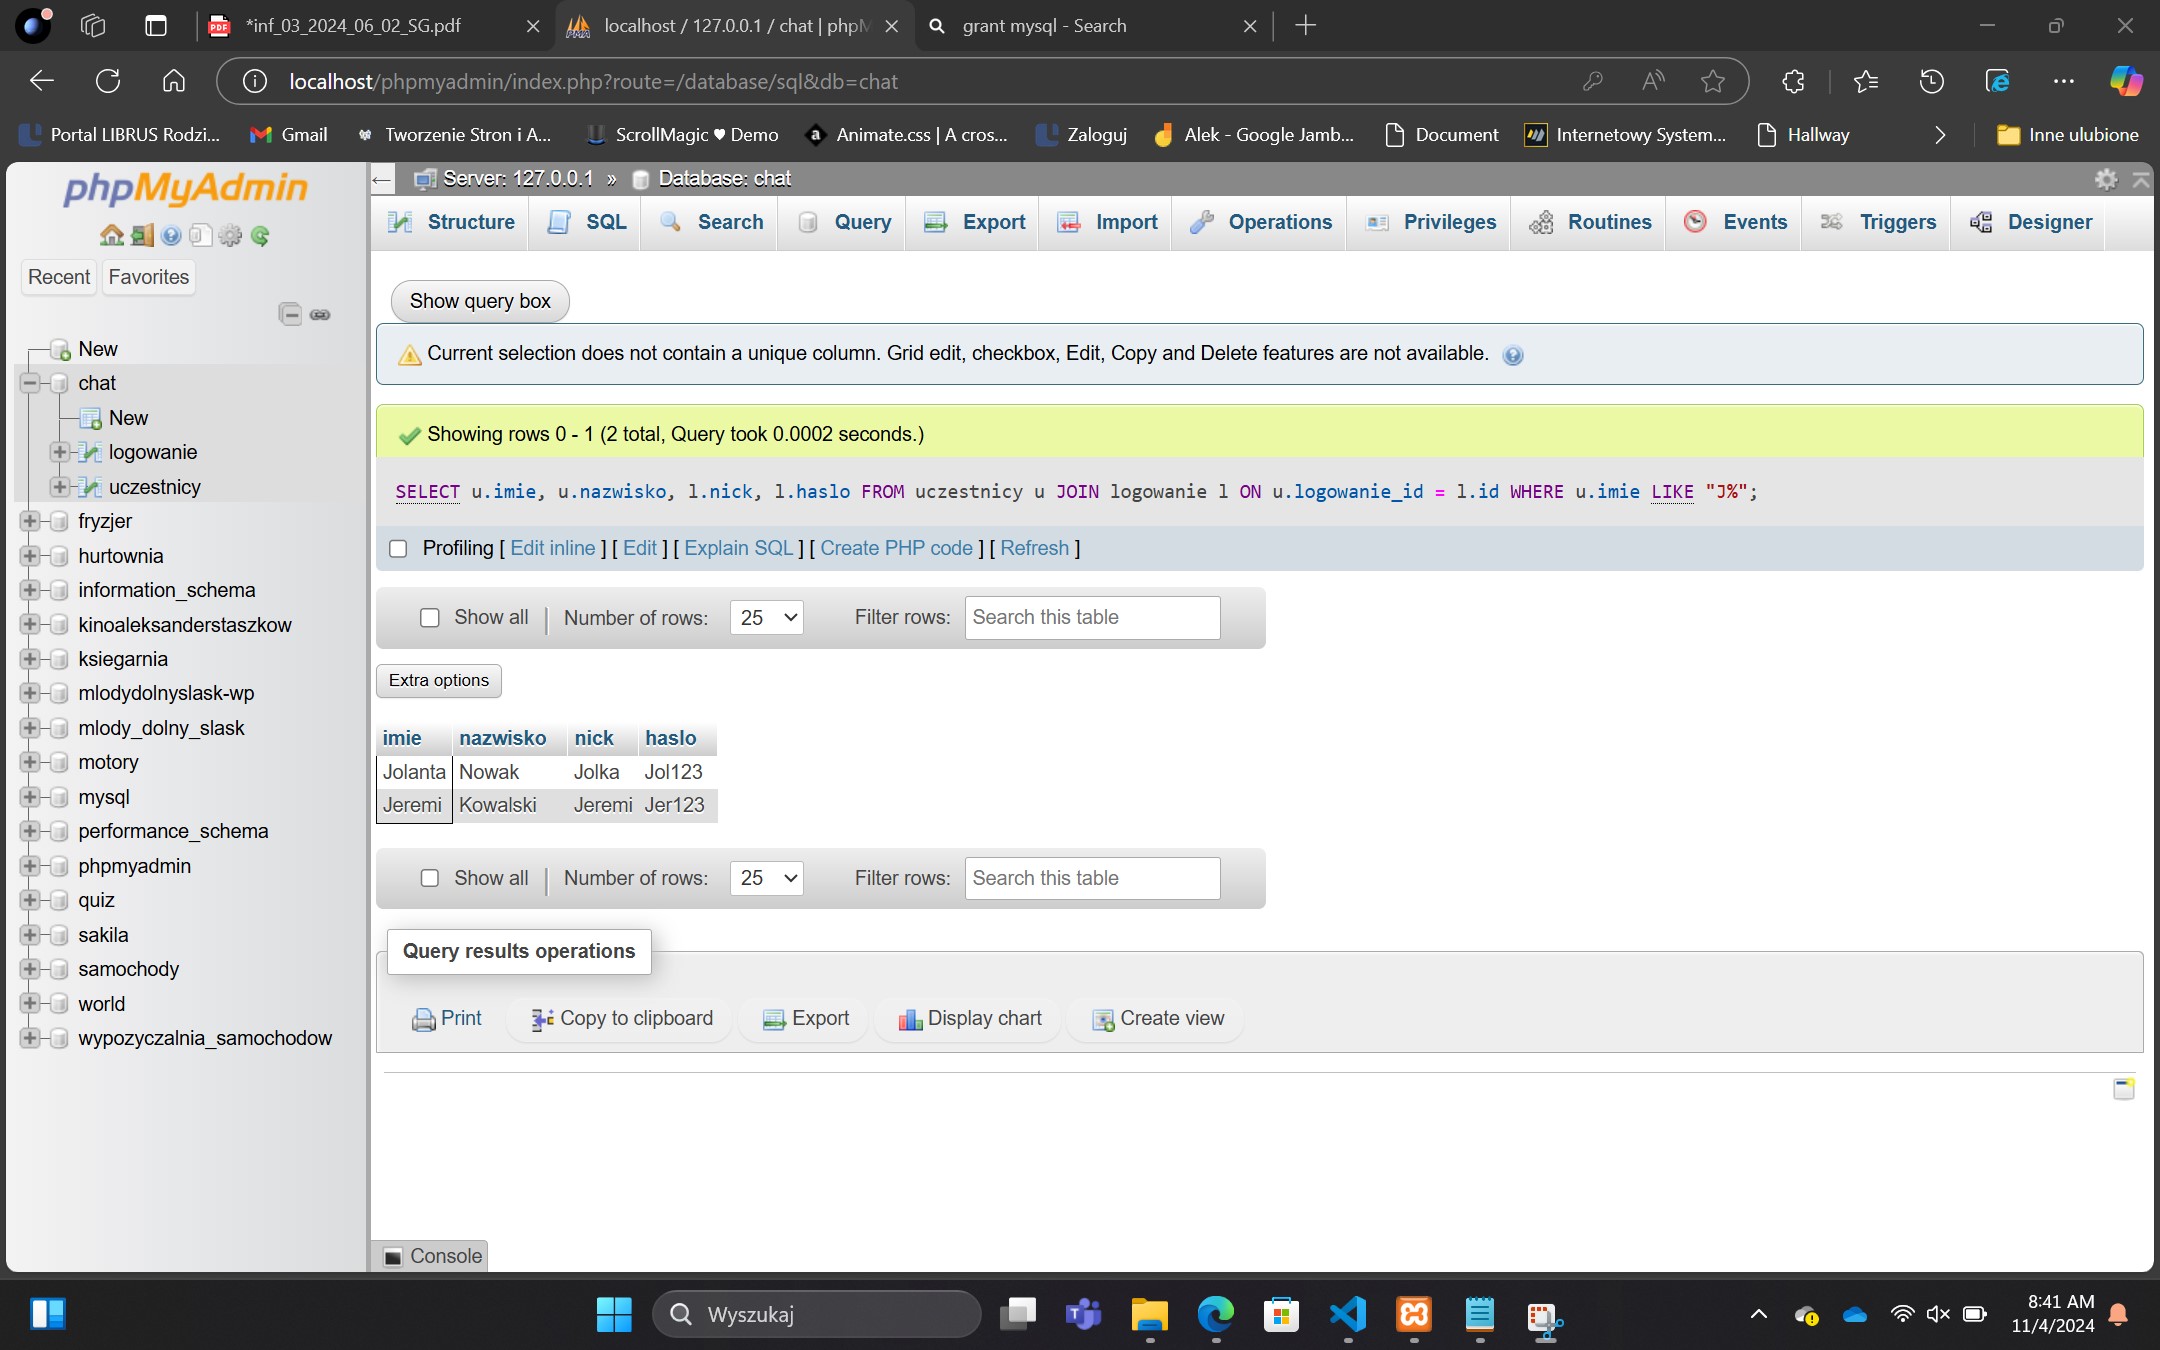 *inf_03_2024_06_02_SG.pdf
localhost / 127.0.0.1 / chat | phpM
grant mysql - Search
localhost/phpmyadmin/index.php?route=/database/sql&db=chat
Portal LIBRUS Rodzi...
Gmail
Tworzenie Stron i A...
ScrollMagic ♥ Demo
Animate.css | A cros...
Zaloguj
Alek - Google Jamb...
Document
Internetowy System...
Hallway
Inne ulubione
phpMyAdmin
Recent
Favorites
New
chat
New
logowanie
uczestnicy
fryzjer
hurtownia
information_schema
kinoaleksanderstaszkow
ksiegarnia
mlodydolnyslask-wp
mlody_dolny_slask
motory
mysql
performance_schema
phpmyadmin
quiz
sakila
samochody
world
wypozyczalnia_samochodow
Server: 127.0.0.1 » Database: chat
Structure
SQL
Search
Query
Export
Import
Operations
Privileges
Routines
Events
Triggers
Designer
Show query box
Current selection does not contain a unique column. Grid edit, checkbox, Edit, Copy and Delete features are not available.
Showing rows 0 - 1 (2 total, Query took 0.0002 seconds.)
SELECT u.imie, u.nazwisko, l.nick, l.haslo FROM uczestnicy u JOIN logowanie l ON u.logowanie_id = l.id WHERE u.imie LIKE "J%";
Profiling [ Edit inline ] [ Edit ] [ Explain SQL ] [ Create PHP code ] [ Refresh ]
Show all | Number of rows: 25 Filter rows: Search this table
Extra options
imie nazwisko nick haslo
Jolanta Nowak Jolka Jol123
Jeremi Kowalski Jeremi Jer123
Show all | Number of rows: 25 Filter rows: Search this table
Query results operations
Print
Copy to clipboard
Export
Display chart
Create view
Console
Wyszukaj
8:41 AM
11/4/2024